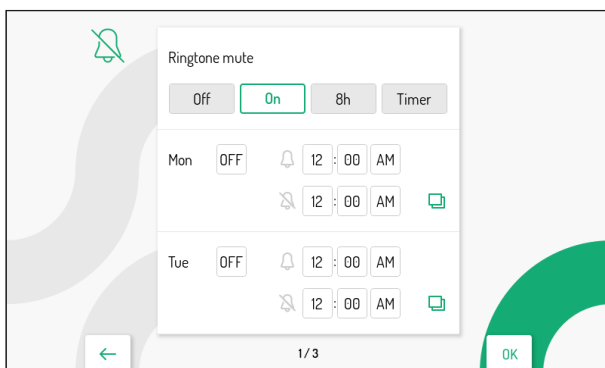 Ringtone mute
Off On 8h Timer
Mon OFF 12 : 00 AM
12 : 00 AM
Tue OFF 12 : 00 AM
12 : 00 AM
1/3 OK